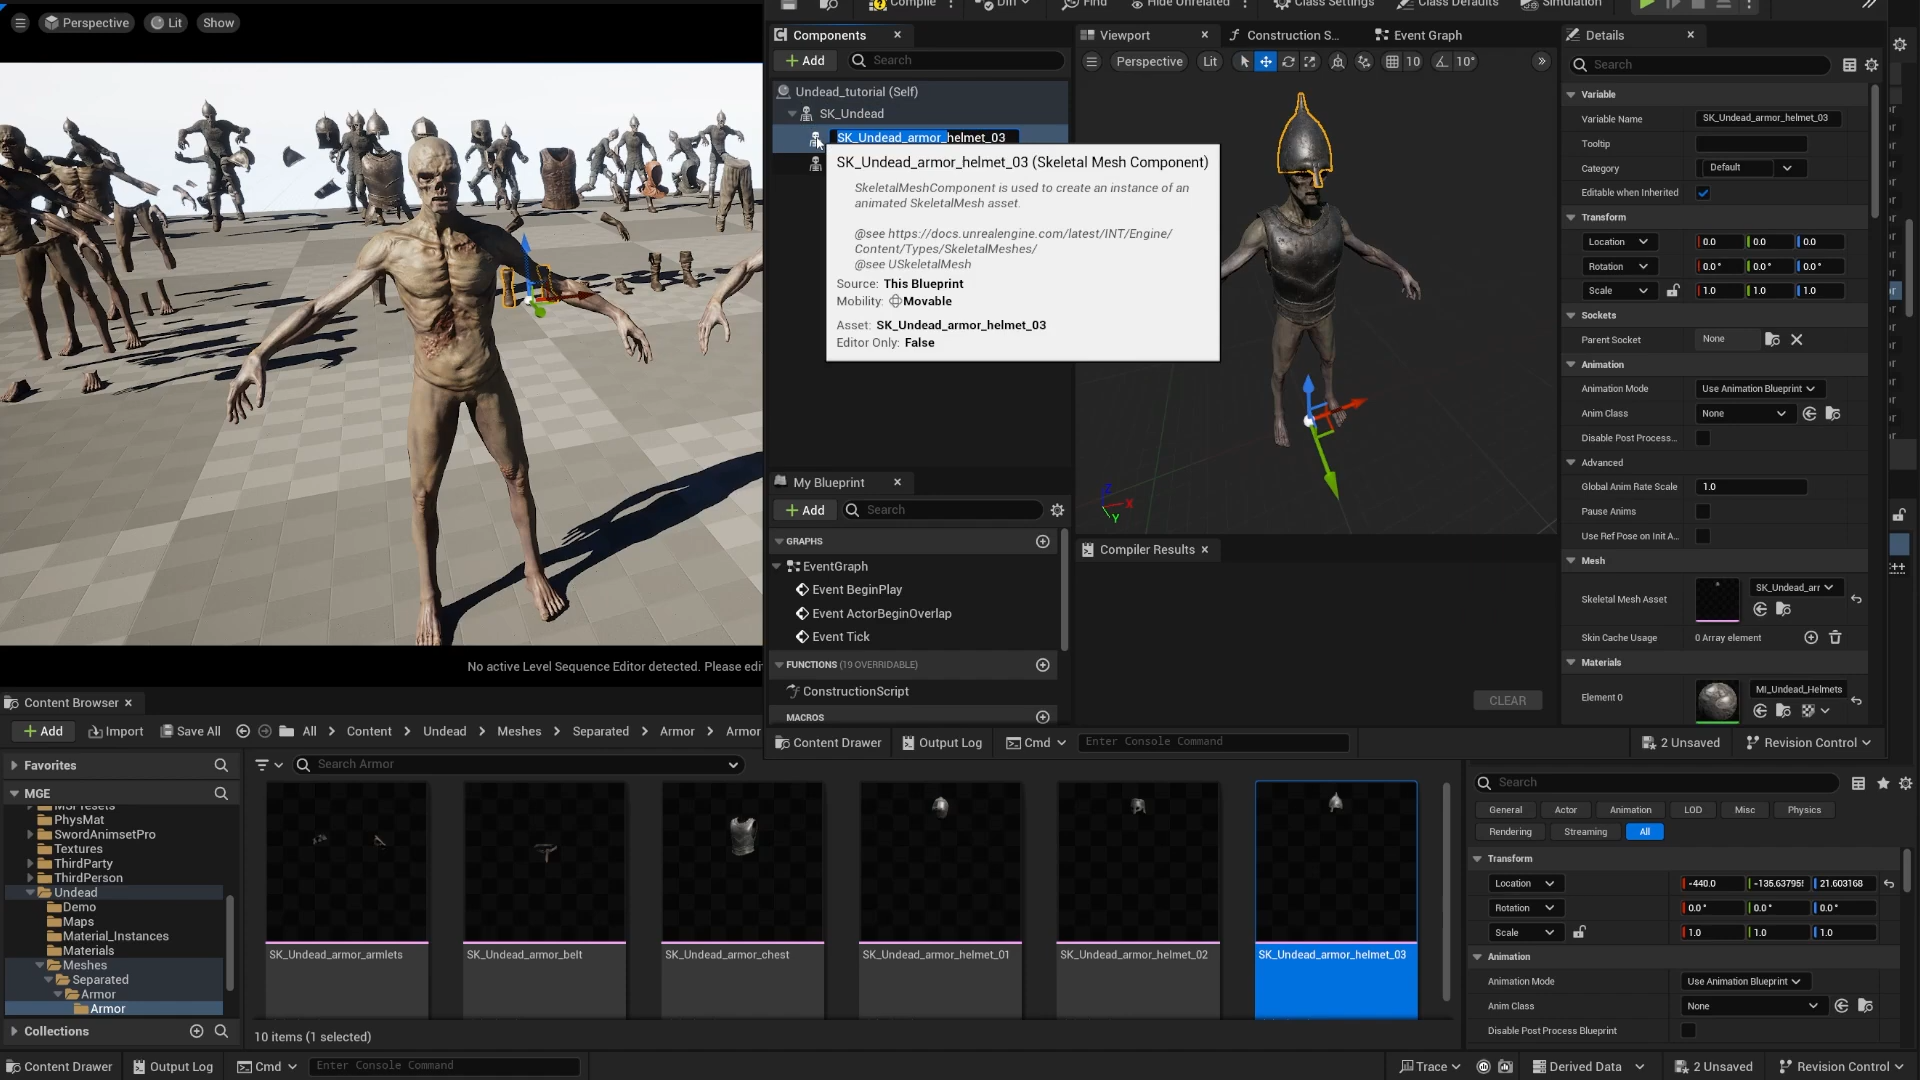 Perspective
Lit
Show
Compile
Diff
Find
Hide Unrelated
Class Settings
Class Defaults
Simulation
Components
Add
Search
Undead_tutorial (Self)
SK_Undead
SK_Undead_armor_helmet_03
SK_Undead_armor_helmet_03 (Skeletal Mesh Component)
SkeletalMeshComponent is used to create an instance of an
animated SkeletalMesh asset.
@see https://docs.unrealengine.com/latest/INT/Engine/
Content/Types/SkeletalMeshes/
@see USkeletalMesh
Source: This Blueprint
Mobility: Movable
Asset: SK_Undead_armor_helmet_03
Editor Only: False
Viewport
Construction S...
Event Graph
Perspective
Lit
10
10°
Z
X
Y
Compiler Results
CLEAR
My Blueprint
Add
Search
GRAPHS
EventGraph
Event BeginPlay
Event ActorBeginOverlap
Event Tick
FUNCTIONS (19 OVERRIDABLE)
ConstructionScript
MACROS
Content Drawer
Output Log
Cmd
Enter Console Command
2 Unsaved
Revision Control
Details
Search
Variable
Variable Name SK_Undead_armor_helmet_03
Tooltip
Category Default
Editable when Inherited
Transform
Location 0.0 0.0 0.0
Rotation 0.0° 0.0° 0.0°
Scale 1.0 1.0 1.0
Sockets
Parent Socket None
Animation
Animation Mode Use Animation Blueprint
Anim Class None
Disable Post Process...
Advanced
Global Anim Rate Scale 1.0
Pause Anims
Use Ref Pose on Init A...
Mesh
Skeletal Mesh Asset SK_Undead_arr
Skin Cache Usage 0 Array element
Materials
Element 0 MI_Undead_Helmets
No active Level Sequence Editor detected. Please edi
Content Browser
Add
Import
Save All
All
Content
Undead
Meshes
Separated
Armor
Armor
Favorites
MGE
MSPresets
PhysMat
SwordAnimsetPro
Textures
ThirdParty
ThirdPerson
Undead
Demo
Maps
Material_Instances
Materials
Meshes
Separated
Armor
Armor
Collections
Search Armor
SK_Undead_armor_armlets
SK_Undead_armor_belt
SK_Undead_armor_chest
SK_Undead_armor_helmet_01
SK_Undead_armor_helmet_02
SK_Undead_armor_helmet_03
10 items (1 selected)
Search
General
Actor
Animation
LOD
Misc
Physics
Rendering
Streaming
All
Transform
Location -440.0 21.603168
Rotation 0.0° 0.0° 0.0°
Scale 1.0 1.0 1.0
Animation
Animation Mode Use Animation Blueprint
Anim Class None
Disable Post Process Blueprint
Content Drawer
Output Log
Cmd
Enter Console Command
Trace
Derived Data
2 Unsaved
Revision Control